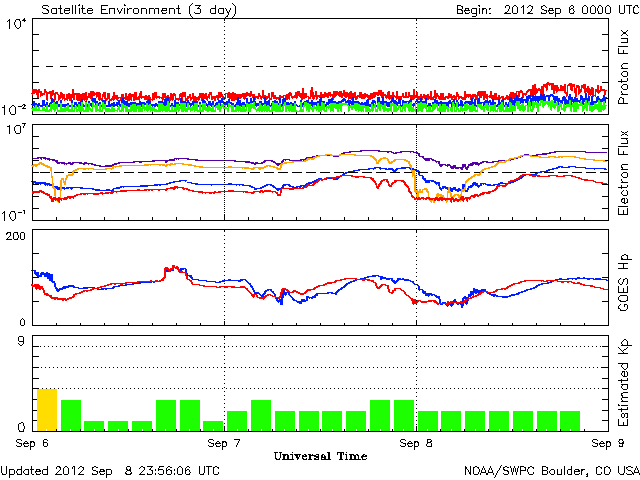 Satellite Environment (3 day) Begin: 2012 Sep 6 0000 UTC
10^4
10^-2
Proton Flux
10^7
10^-1
Electron Flux
200
100
0
GOES Hp
9
0
Estimated Kp
Sep 6 Sep 7 Sep 8 Sep 9
Universal Time
Updated 2012 Sep 8 23:56:06 UTC NOAA/SWPC Boulder, CO USA